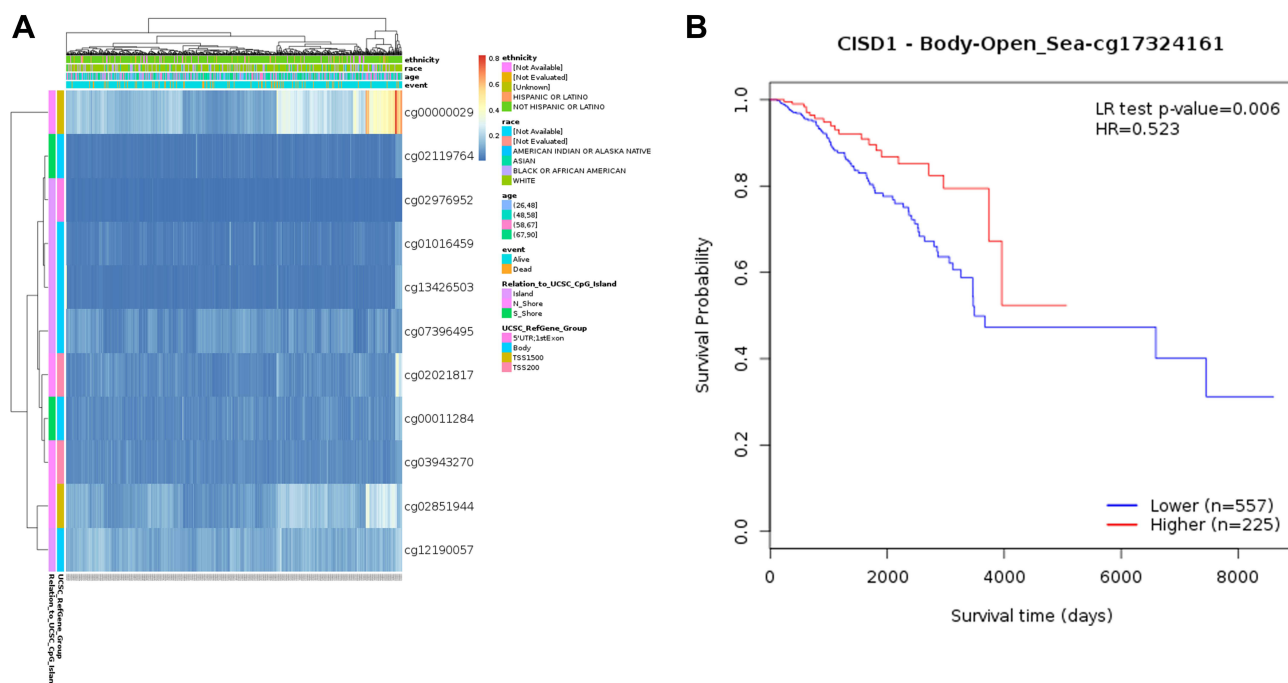 A
ethnicity
race
age
event
cg00000029
cg02119764
cg02976952
cg01016459
cg13426503
cg07396495
cg02021817
cg00011284
cg03943270
cg02851944
cg12190057
UCSC_RefGene_Group
Relation_to_UCSC_CpG_Islan
0.8
0.6
0.4
0.2
ethnicity
[Not Available]
[Not Evaluated]
[Unknown]
HISPANIC OR LATINO
NOT HISPANIC OR LATINO
race
[Not Available]
[Not Evaluated]
AMERICAN INDIAN OR ALASKA NATIVE
ASIAN
BLACK OR AFRICAN AMERICAN
WHITE
age
(26,48]
(48,58]
(58,67]
(67,90]
event
Alive
Dead
Relation_to_UCSC_CpG_Island
Island
N_Shore
S_Shore
UCSC_RefGene_Group
5'UTR;1stExon
Body
TSS1500
TSS200
B
CISD1 - Body-Open_Sea-cg17324161
LR test p-value=0.006
HR=0.523
Survival Probability
1.0
0.8
0.6
0.4
0.2
0.0
Lower (n=557)
Higher (n=225)
0
2000
4000
6000
8000
Survival time (days)